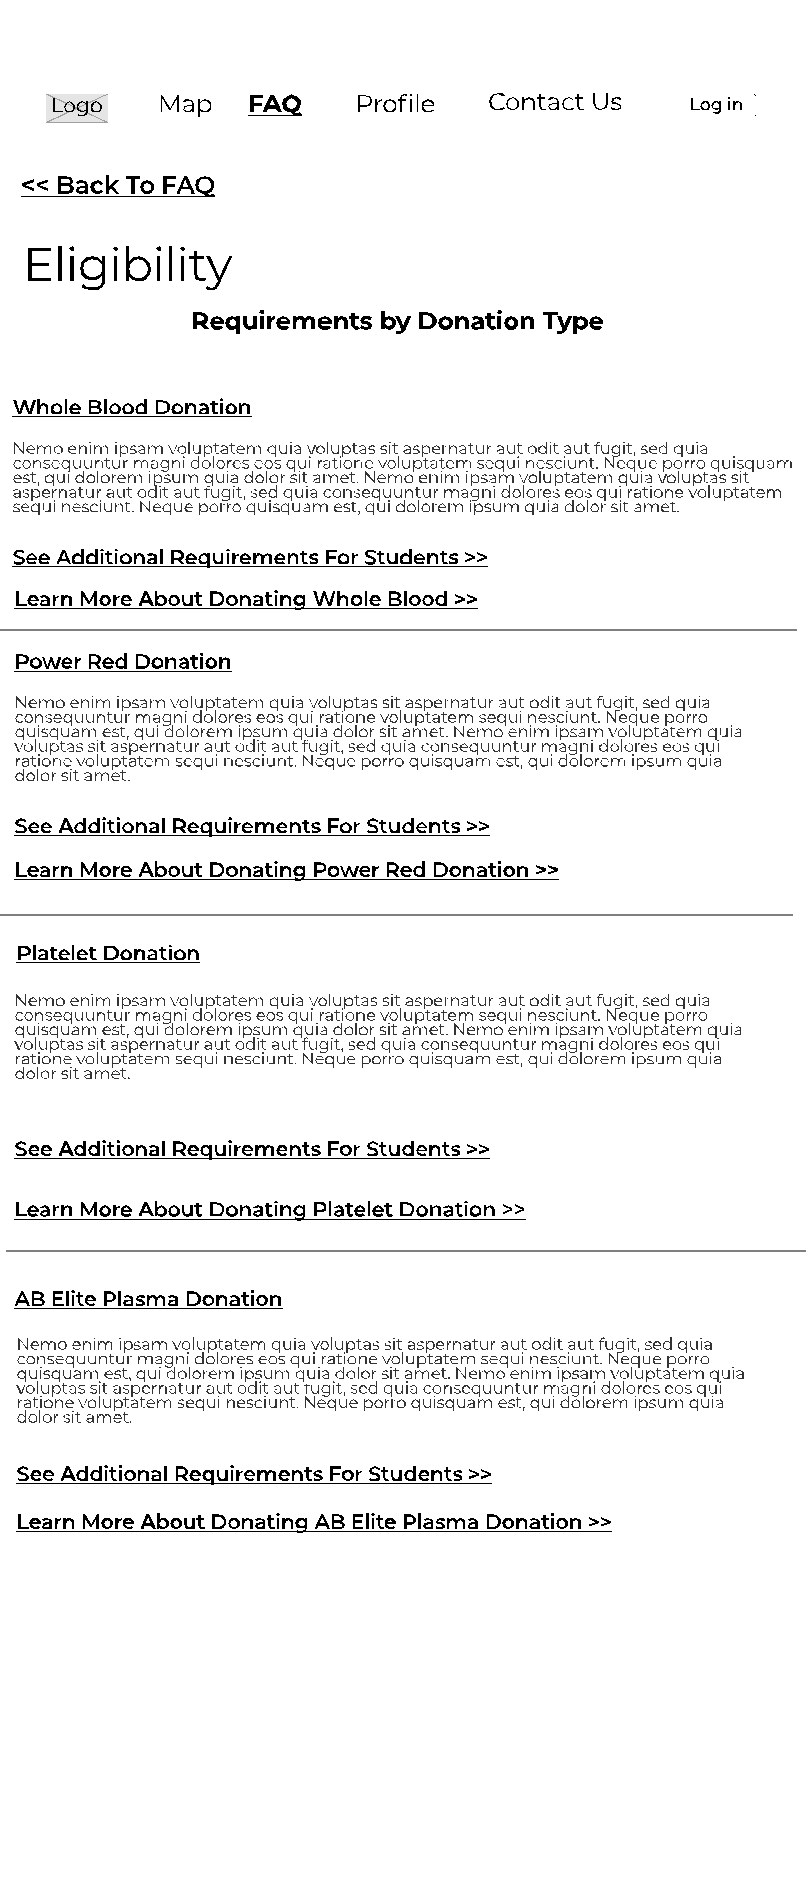 Logo Map FAQ Profile Contact Us Log in
<< Back To FAQ
Eligibility
Requirements by Donation Type
Whole Blood Donation
Nemo enim ipsam voluptatem quia voluptas sit aspernatur aut odit aut fugit, sed quia
consequuntur magni dolores eos qui ratione voluptatem sequi nesciunt. Neque porro quisquam
est, qui dolorem ipsum quia dolor sit amet. Nemo enim ipsam voluptatem quia voluptas sit
aspernatur aut odit aut fugit, sed quia consequuntur magni dolores eos qui ratione voluptatem
sequi nesciunt. Neque porro quisquam est, qui dolorem ipsum quia dolor sit amet.
See Additional Requirements For Students >>
Learn More About Donating Whole Blood >>
Power Red Donation
Nemo enim ipsam voluptatem quia voluptas sit aspernatur aut odit aut fugit, sed quia
consequuntur magni dolores eos qui ratione voluptatem sequi nesciunt. Neque porro
quisquam est, qui dolorem ipsum quia dolor sit amet. Nemo enim ipsam voluptatem quia
voluptas sit aspernatur aut odit aut fugit, sed quia consequuntur magni dolores eos qui
ratione voluptatem sequi nesciunt. Neque porro quisquam est, qui dolorem ipsum quia
dolor sit amet.
See Additional Requirements For Students >>
Learn More About Donating Power Red Donation >>
Platelet Donation
Nemo enim ipsam voluptatem quia voluptas sit aspernatur aut odit aut fugit, sed quia
consequuntur magni dolores eos qui ratione voluptatem sequi nesciunt. Neque porro
quisquam est, qui dolorem ipsum quia dolor sit amet. Nemo enim ipsam voluptatem quia
voluptas sit aspernatur aut odit aut fugit, sed quia consequuntur magni dolores eos qui
ratione voluptatem sequi nesciunt. Neque porro quisquam est, qui dolorem ipsum quia
dolor sit amet.
See Additional Requirements For Students >>
Learn More About Donating Platelet Donation >>
AB Elite Plasma Donation
Nemo enim ipsam voluptatem quia voluptas sit aspernatur aut odit aut fugit, sed quia
consequuntur magni dolores eos qui ratione voluptatem sequi nesciunt. Neque porro
quisquam est, qui dolorem ipsum quia dolor sit amet. Nemo enim ipsam voluptatem quia
voluptas sit aspernatur aut odit aut fugit, sed quia consequuntur magni dolores eos qui
ratione voluptatem sequi nesciunt. Neque porro quisquam est, qui dolorem ipsum quia
dolor sit amet.
See Additional Requirements For Students >>
Learn More About Donating AB Elite Plasma Donation >>